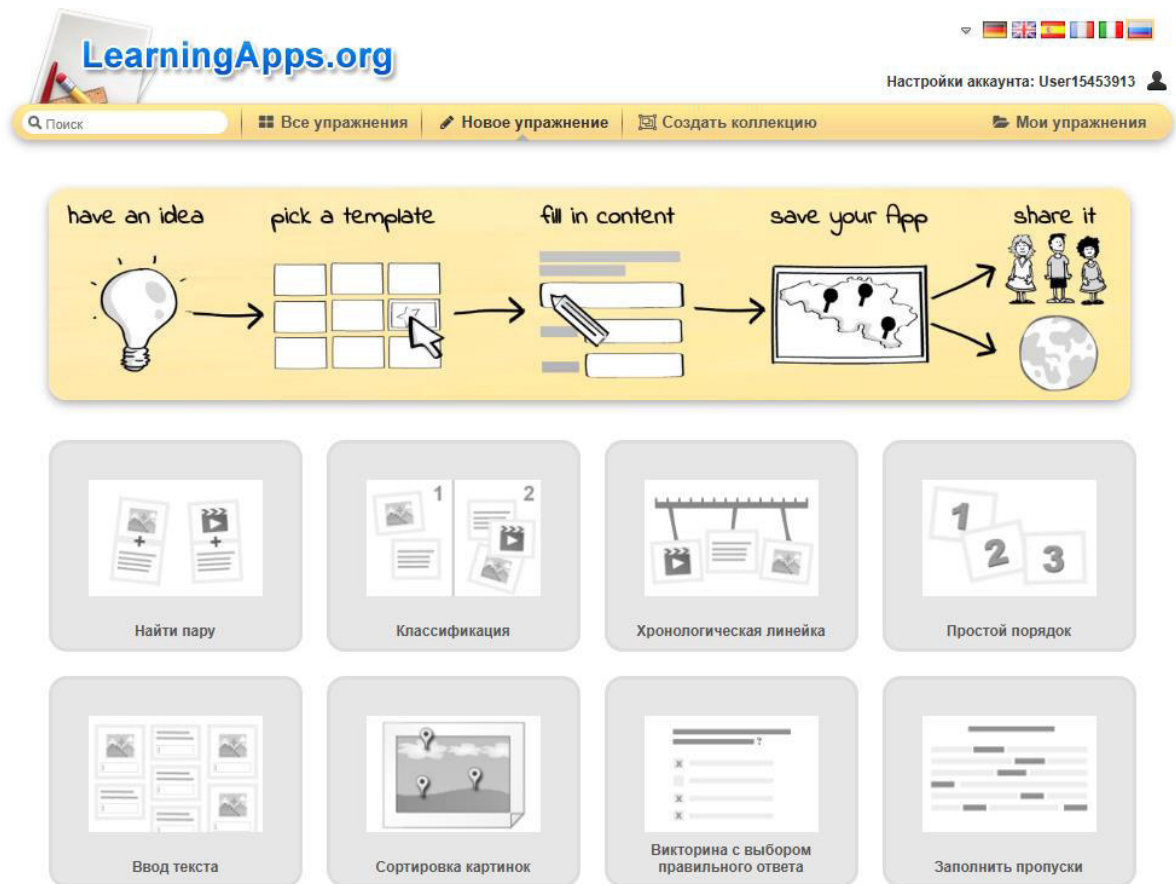 LearningApps.org
Настройки аккаунта: User15453913
Поиск
Все упражнения
Новое упражнение
Создать коллекцию
Мои упражнения
have an idea
pick a template
fill in content
save your App
share it
1
2
1
2
3
Найти пару
Классификация
Хронологическая линейка
Простой порядок
?
Ввод текста
Сортировка картинок
Викторина с выбором
правильного ответа
Заполнить пропуски